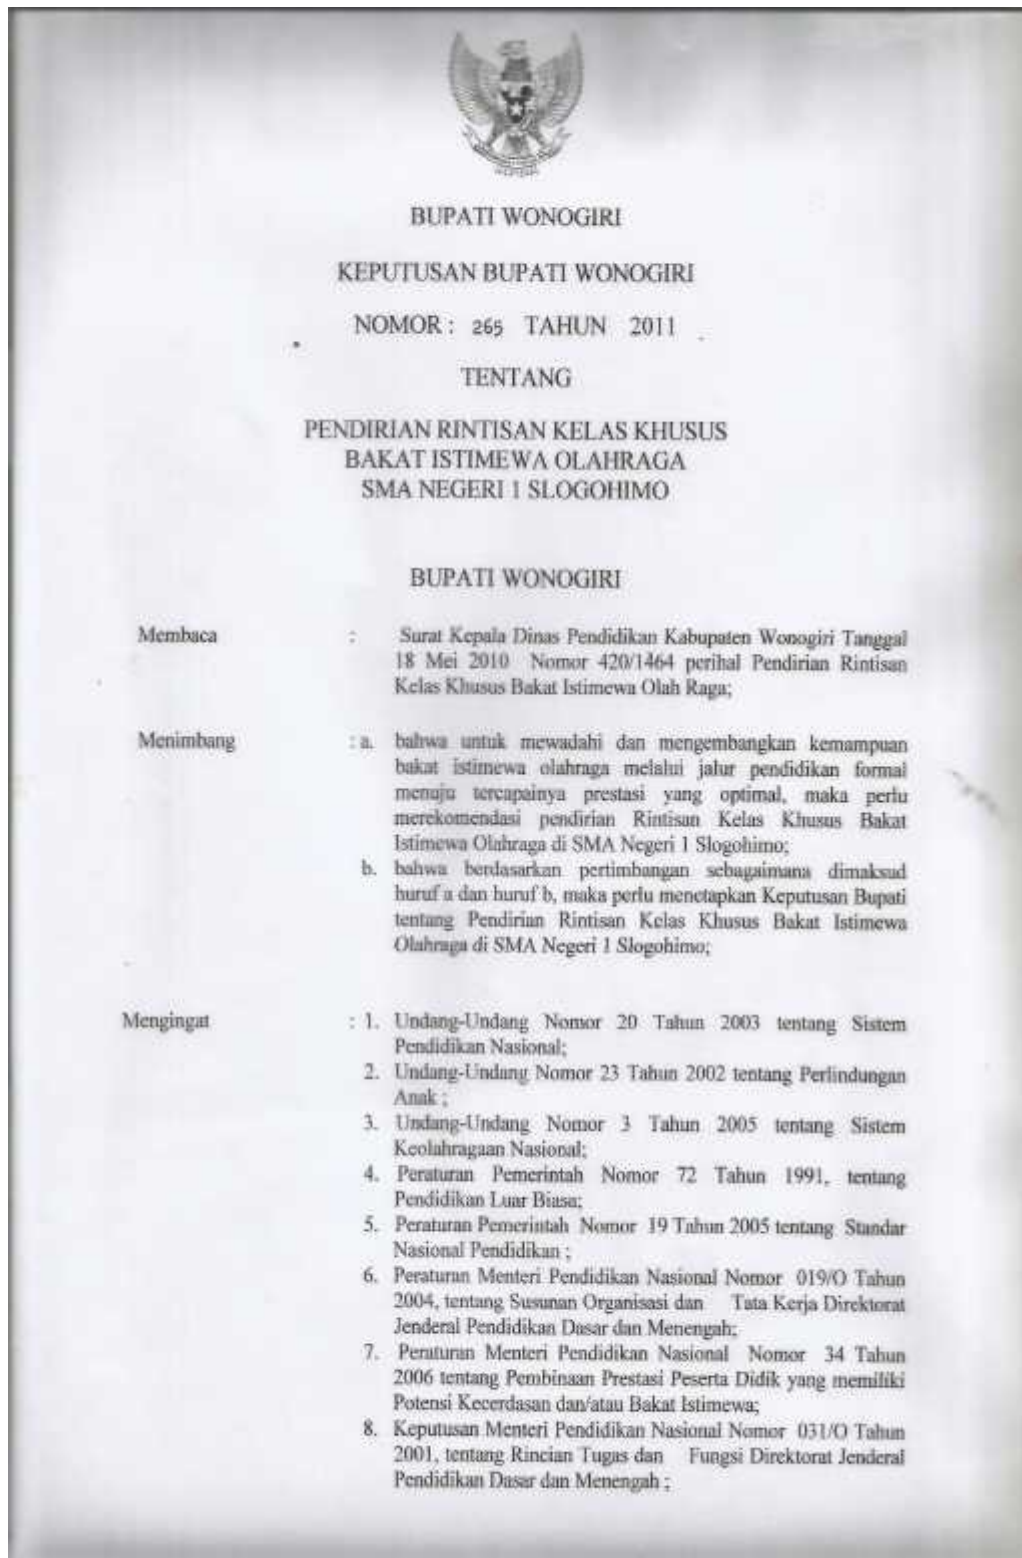 BUPATI WONOGIRI
KEPUTUSAN BUPATI WONOGIRI
NOMOR : 265 TAHUN 2011
TENTANG
PENDIRIAN RINTISAN KELAS KHUSUS
BAKAT ISTIMEWA OLAHRAGA
SMA NEGERI 1 SLOGOHIMO
BUPATI WONOGIRI
Membaca : Surat Kepala Dinas Pendidikan Kabupaten Wonogiri Tanggal
18 Mei 2010 Nomor 420/1464 perihal Pendirian Rintisan
Kelas Khusus Bakat Istimewa Olah Raga;
Menimbang : a. bahwa untuk mewadahi dan mengembangkan kemampuan
bakat istimewa olahraga melalui jalur pendidikan formal
menuju tercapainya prestasi yang optimal, maka perlu
merekomendasi pendirian Rintisan Kelas Khusus Bakat
Istimewa Olahraga di SMA Negeri 1 Slogohimo;
b. bahwa berdasarkan pertimbangan sebagaimana dimaksud
huruf a dan huruf b, maka perlu menetapkan Keputusan Bupati
tentang Pendirian Rintisan Kelas Khusus Bakat Istimewa
Olahraga di SMA Negeri 1 Slogohimo;
Mengingat : 1. Undang-Undang Nomor 20 Tahun 2003 tentang Sistem
Pendidikan Nasional;
2. Undang-Undang Nomor 23 Tahun 2002 tentang Perlindungan
Anak ;
3. Undang-Undang Nomor 3 Tahun 2005 tentang Sistem
Keolahragaan Nasional;
4. Peraturan Pemerintah Nomor 72 Tahun 1991, tentang
Pendidikan Luar Biasa;
5. Peraturan Pemerintah Nomor 19 Tahun 2005 tentang Standar
Nasional Pendidikan ;
6. Peraturan Menteri Pendidikan Nasional Nomor 019/O Tahun
2004, tentang Susunan Organisasi dan Tata Kerja Direktorat
Jenderal Pendidikan Dasar dan Menengah;
7. Peraturan Menteri Pendidikan Nasional Nomor 34 Tahun
2006 tentang Pembinaan Prestasi Peserta Didik yang memiliki
Potensi Kecerdasan dan/atau Bakat Istimewa;
8. Keputusan Menteri Pendidikan Nasional Nomor 031/O Tahun
2001, tentang Rincian Tugas dan Fungsi Direktorat Jenderal
Pendidikan Dasar dan Menengah ;